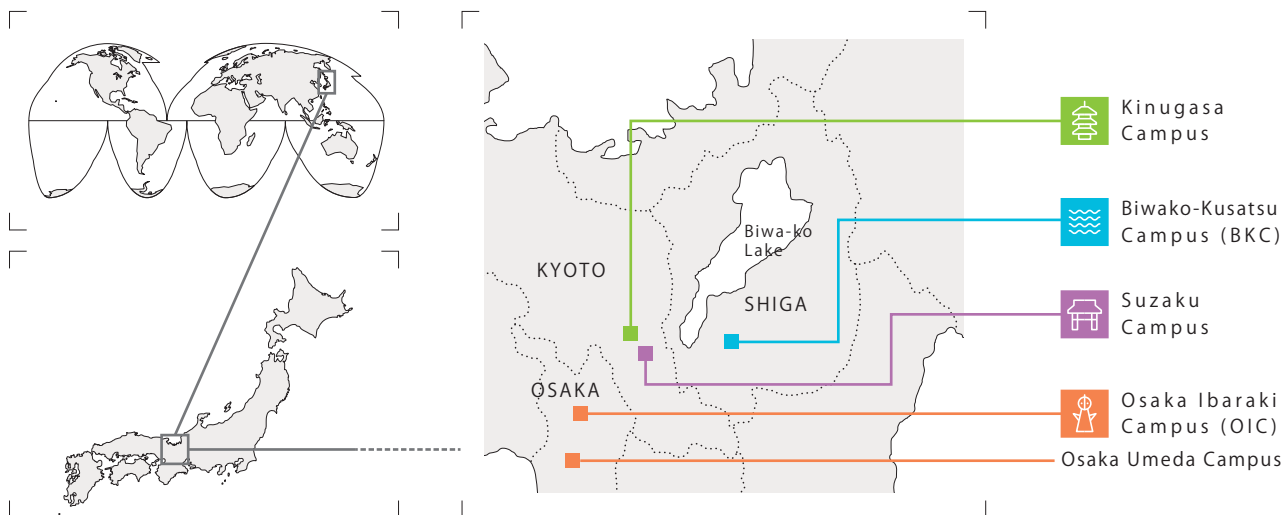 Kinugasa
Campus
Biwako-Kusatsu
Campus (BKC)
Biwa-ko
Lake
KYOTO
SHIGA
Suzaku
Campus
OSAKA
Osaka Ibaraki
Campus (OIC)
Osaka Umeda Campus